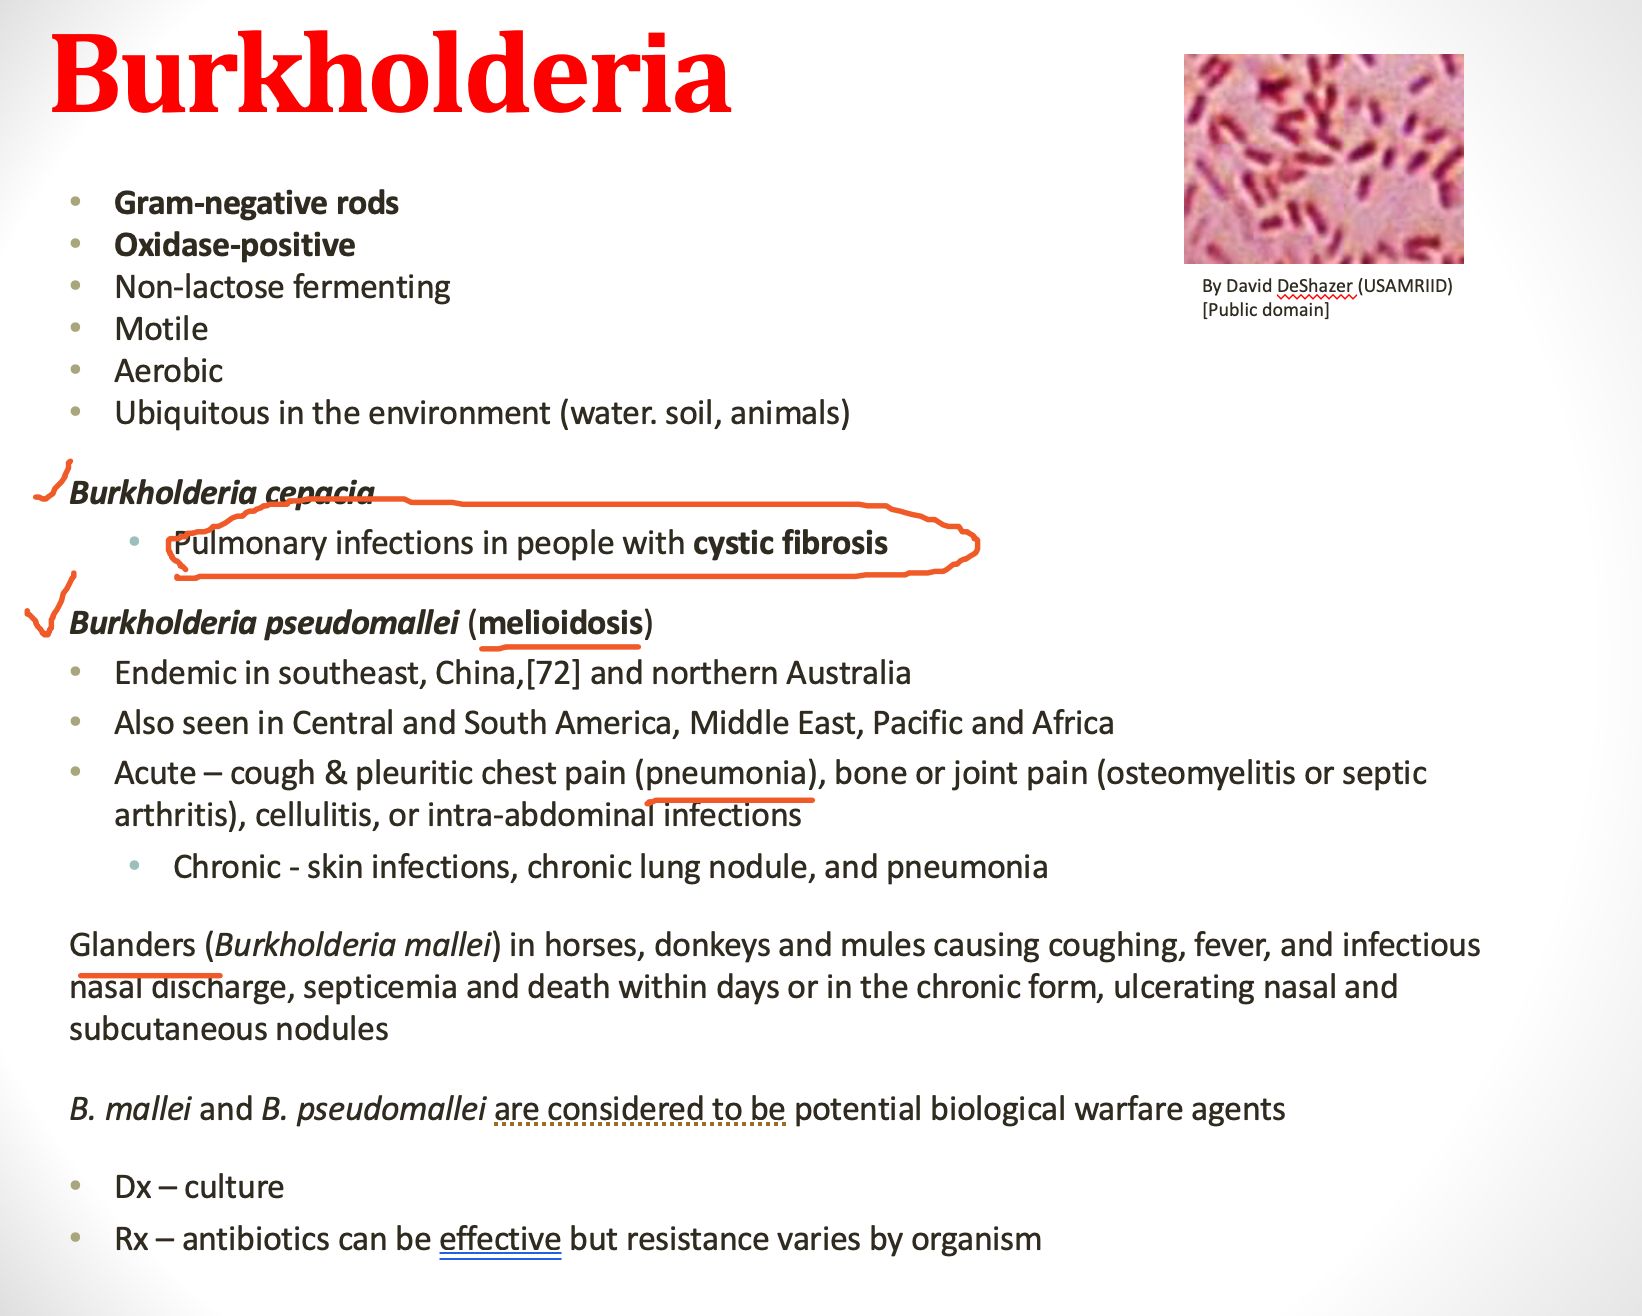 Burkholderia
• Gram-negative rods
• Oxidase-positive
• Non-lactose fermenting
• Motile
• Aerobic
• Ubiquitous in the environment (water. soil, animals)
By David DeShazer (USAMRIID)
[Public domain]
Burkholderia cepacia
• Pulmonary infections in people with cystic fibrosis
Burkholderia pseudomallei (melioidosis)
• Endemic in southeast, China,[72] and northern Australia
• Also seen in Central and South America, Middle East, Pacific and Africa
• Acute – cough & pleuritic chest pain (pneumonia), bone or joint pain (osteomyelitis or septic
arthritis), cellulitis, or intra-abdominal infections
• Chronic - skin infections, chronic lung nodule, and pneumonia
Glanders (Burkholderia mallei) in horses, donkeys and mules causing coughing, fever, and infectious
nasal discharge, septicemia and death within days or in the chronic form, ulcerating nasal and
subcutaneous nodules
B. mallei and B. pseudomallei are considered to be potential biological warfare agents
• Dx – culture
• Rx – antibiotics can be effective but resistance varies by organism